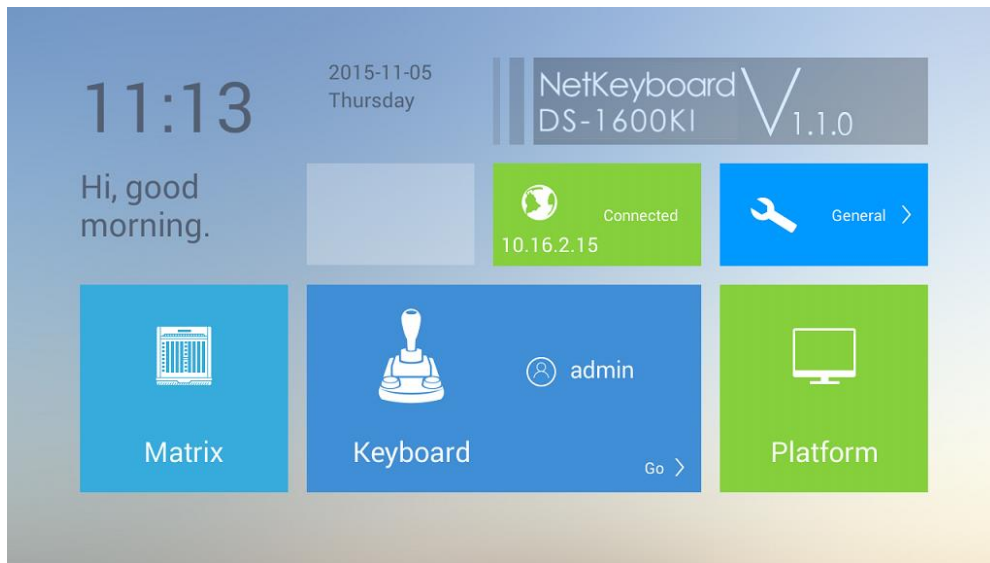 11:13
2015-11-05
Thursday
NetKeyboard
DS-1600KI
V1.1.0
Hi, good
morning.
Connected
10.16.2.15
General
Matrix
Keyboard
admin
Go
Platform